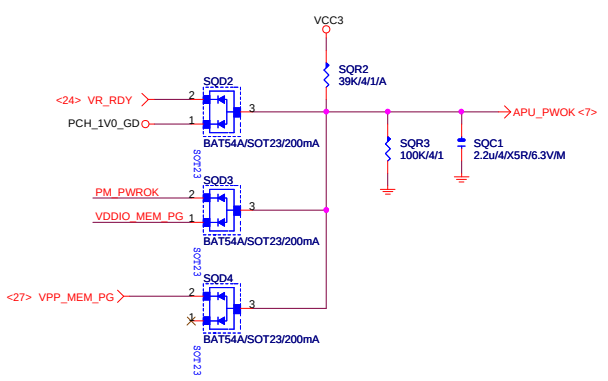 VCC3
SQR2
39K/4/1/A
SQD2
<24> VR_RDY
2
3
PCH_1V0_GD
1
APU_PWOK <7>
BAT54A/SOT23/200mA
SQR3
100K/4/1
SQC1
2.2u/4/X5R/6.3V/M
SOT23
SQD3
PM_PWROK
2
3
VDDIO_MEM_PG
1
BAT54A/SOT23/200mA
SOT23
SQD4
<27> VPP_MEM_PG
2
3
1
BAT54A/SOT23/200mA
SOT23